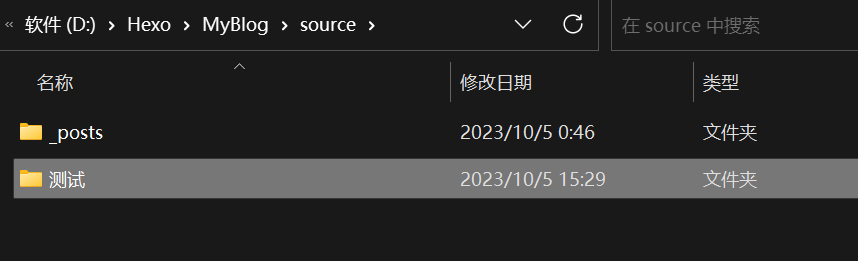 « 软件 (D:) › Hexo › MyBlog › source › 在 source 中搜索
名称 修改日期 类型
_posts 2023/10/5 0:46 文件夹
测试 2023/10/5 15:29 文件夹